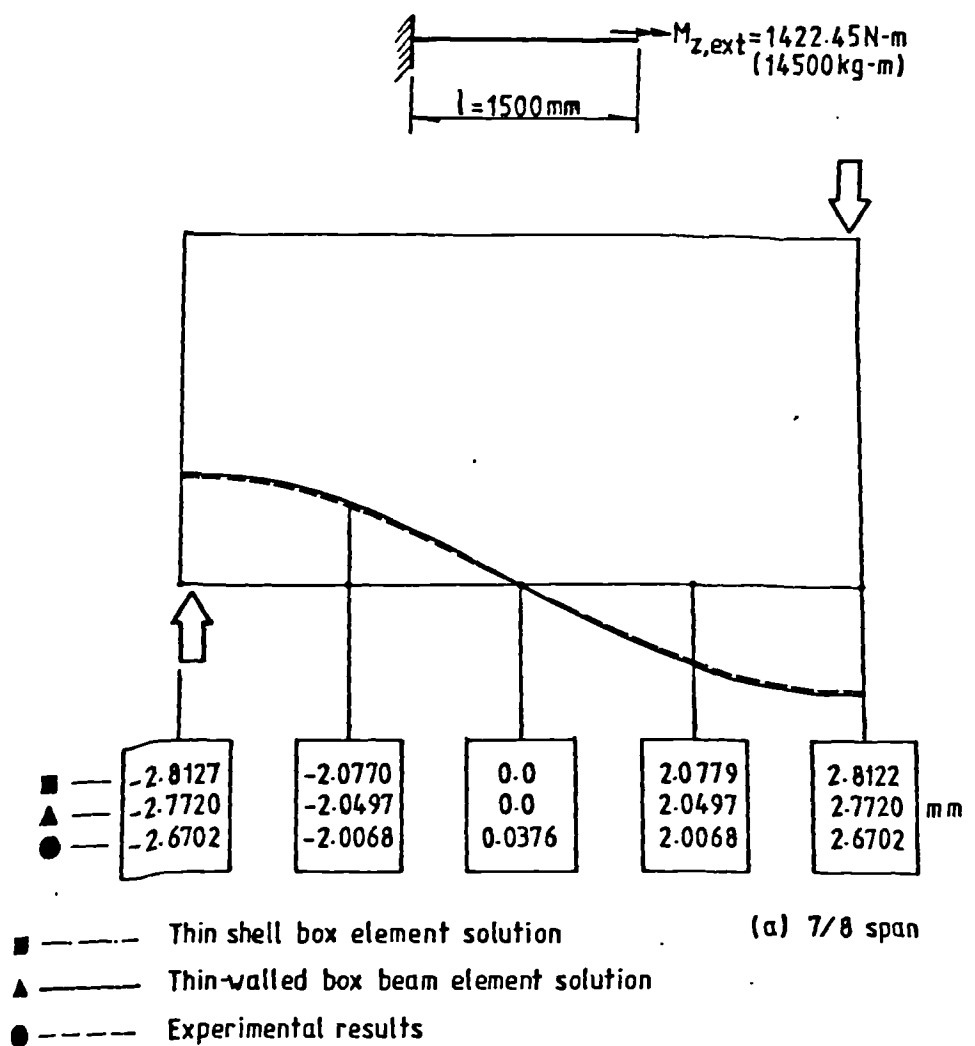 M_z,ext = 1422.45N-m
(14500kg-m)
l = 1500mm
■ — -2.8127 -2.0770 0.0 2.0779 2.8122
▲ — -2.7720 -2.0497 0.0 2.0497 2.7720 mm
● — -2.6702 -2.0068 0.0376 2.0068 2.6702
(a) 7/8 span
■ —-—-— Thin shell box element solution
▲ ——— Thin-walled box beam element solution
● ---- Experimental results